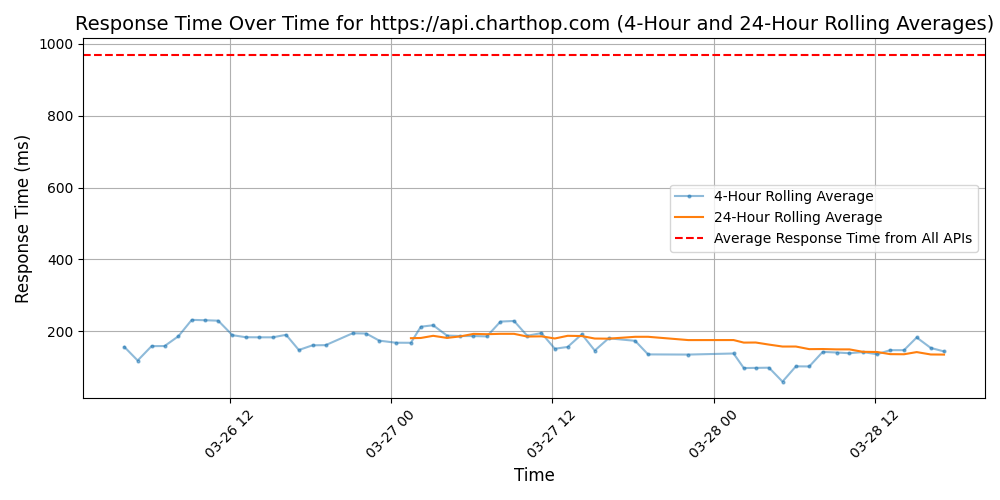 Response Time Over Time for https://api.charthop.com (4-Hour and 24-Hour Rolling Averages)
Response Time (ms)
1000
800
600
400
200
4-Hour Rolling Average
24-Hour Rolling Average
Average Response Time from All APIs
03-26 12
03-27 00
03-27 12
03-28 00
03-28 12
Time